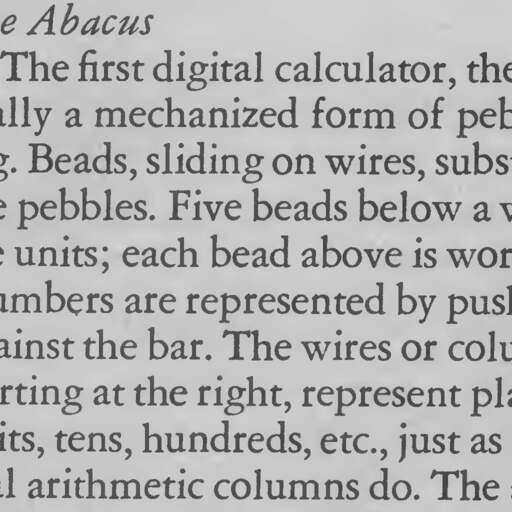 e Abacus
The first digital calculator, the
ally a mechanized form of peb
g. Beads, sliding on wires, subs
e pebbles. Five beads below a w
e units; each bead above is wor
umbers are represented by push
ainst the bar. The wires or colu
rting at the right, represent pla
its, tens, hundreds, etc., just as
al arithmetic columns do. The